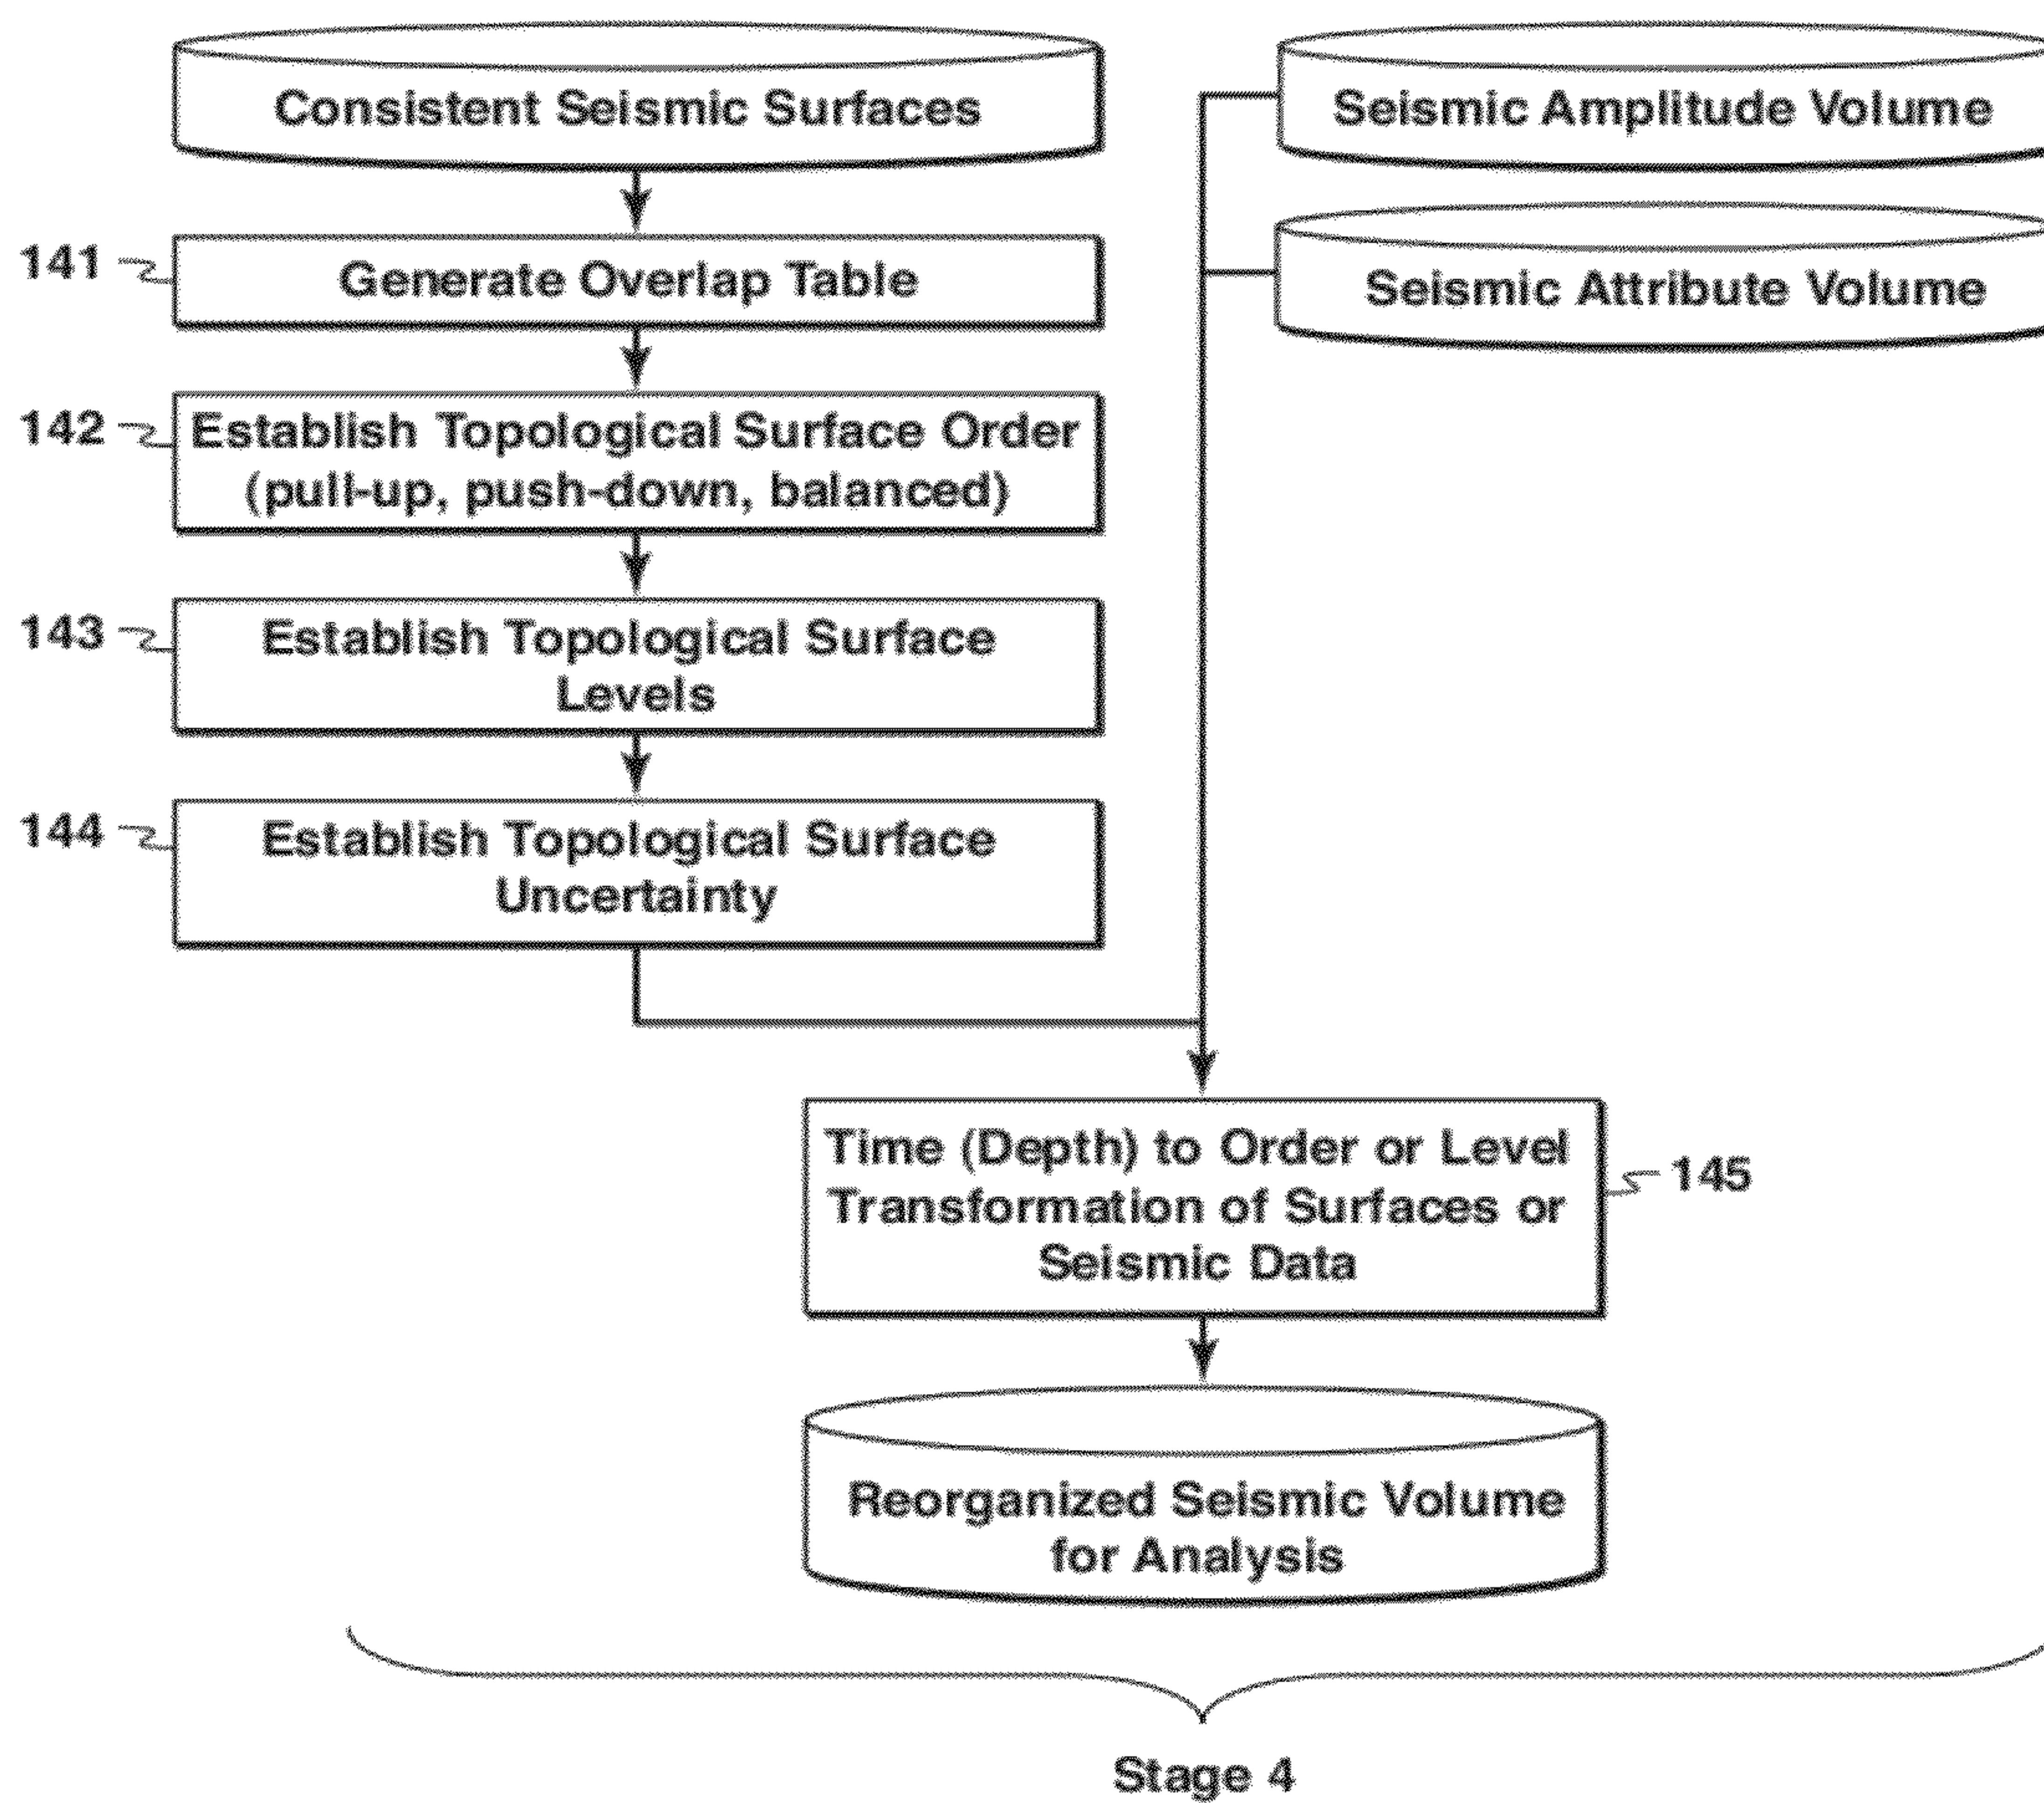 Consistent Seismic Surfaces
Seismic Amplitude Volume
Seismic Attribute Volume
141
Generate Overlap Table
142
Establish Topological Surface Order
(pull-up, push-down, balanced)
143
Establish Topological Surface
Levels
144
Establish Topological Surface
Uncertainty
Time (Depth) to Order or Level
Transformation of Surfaces or
Seismic Data
145
Reorganized Seismic Volume
for Analysis
Stage 4